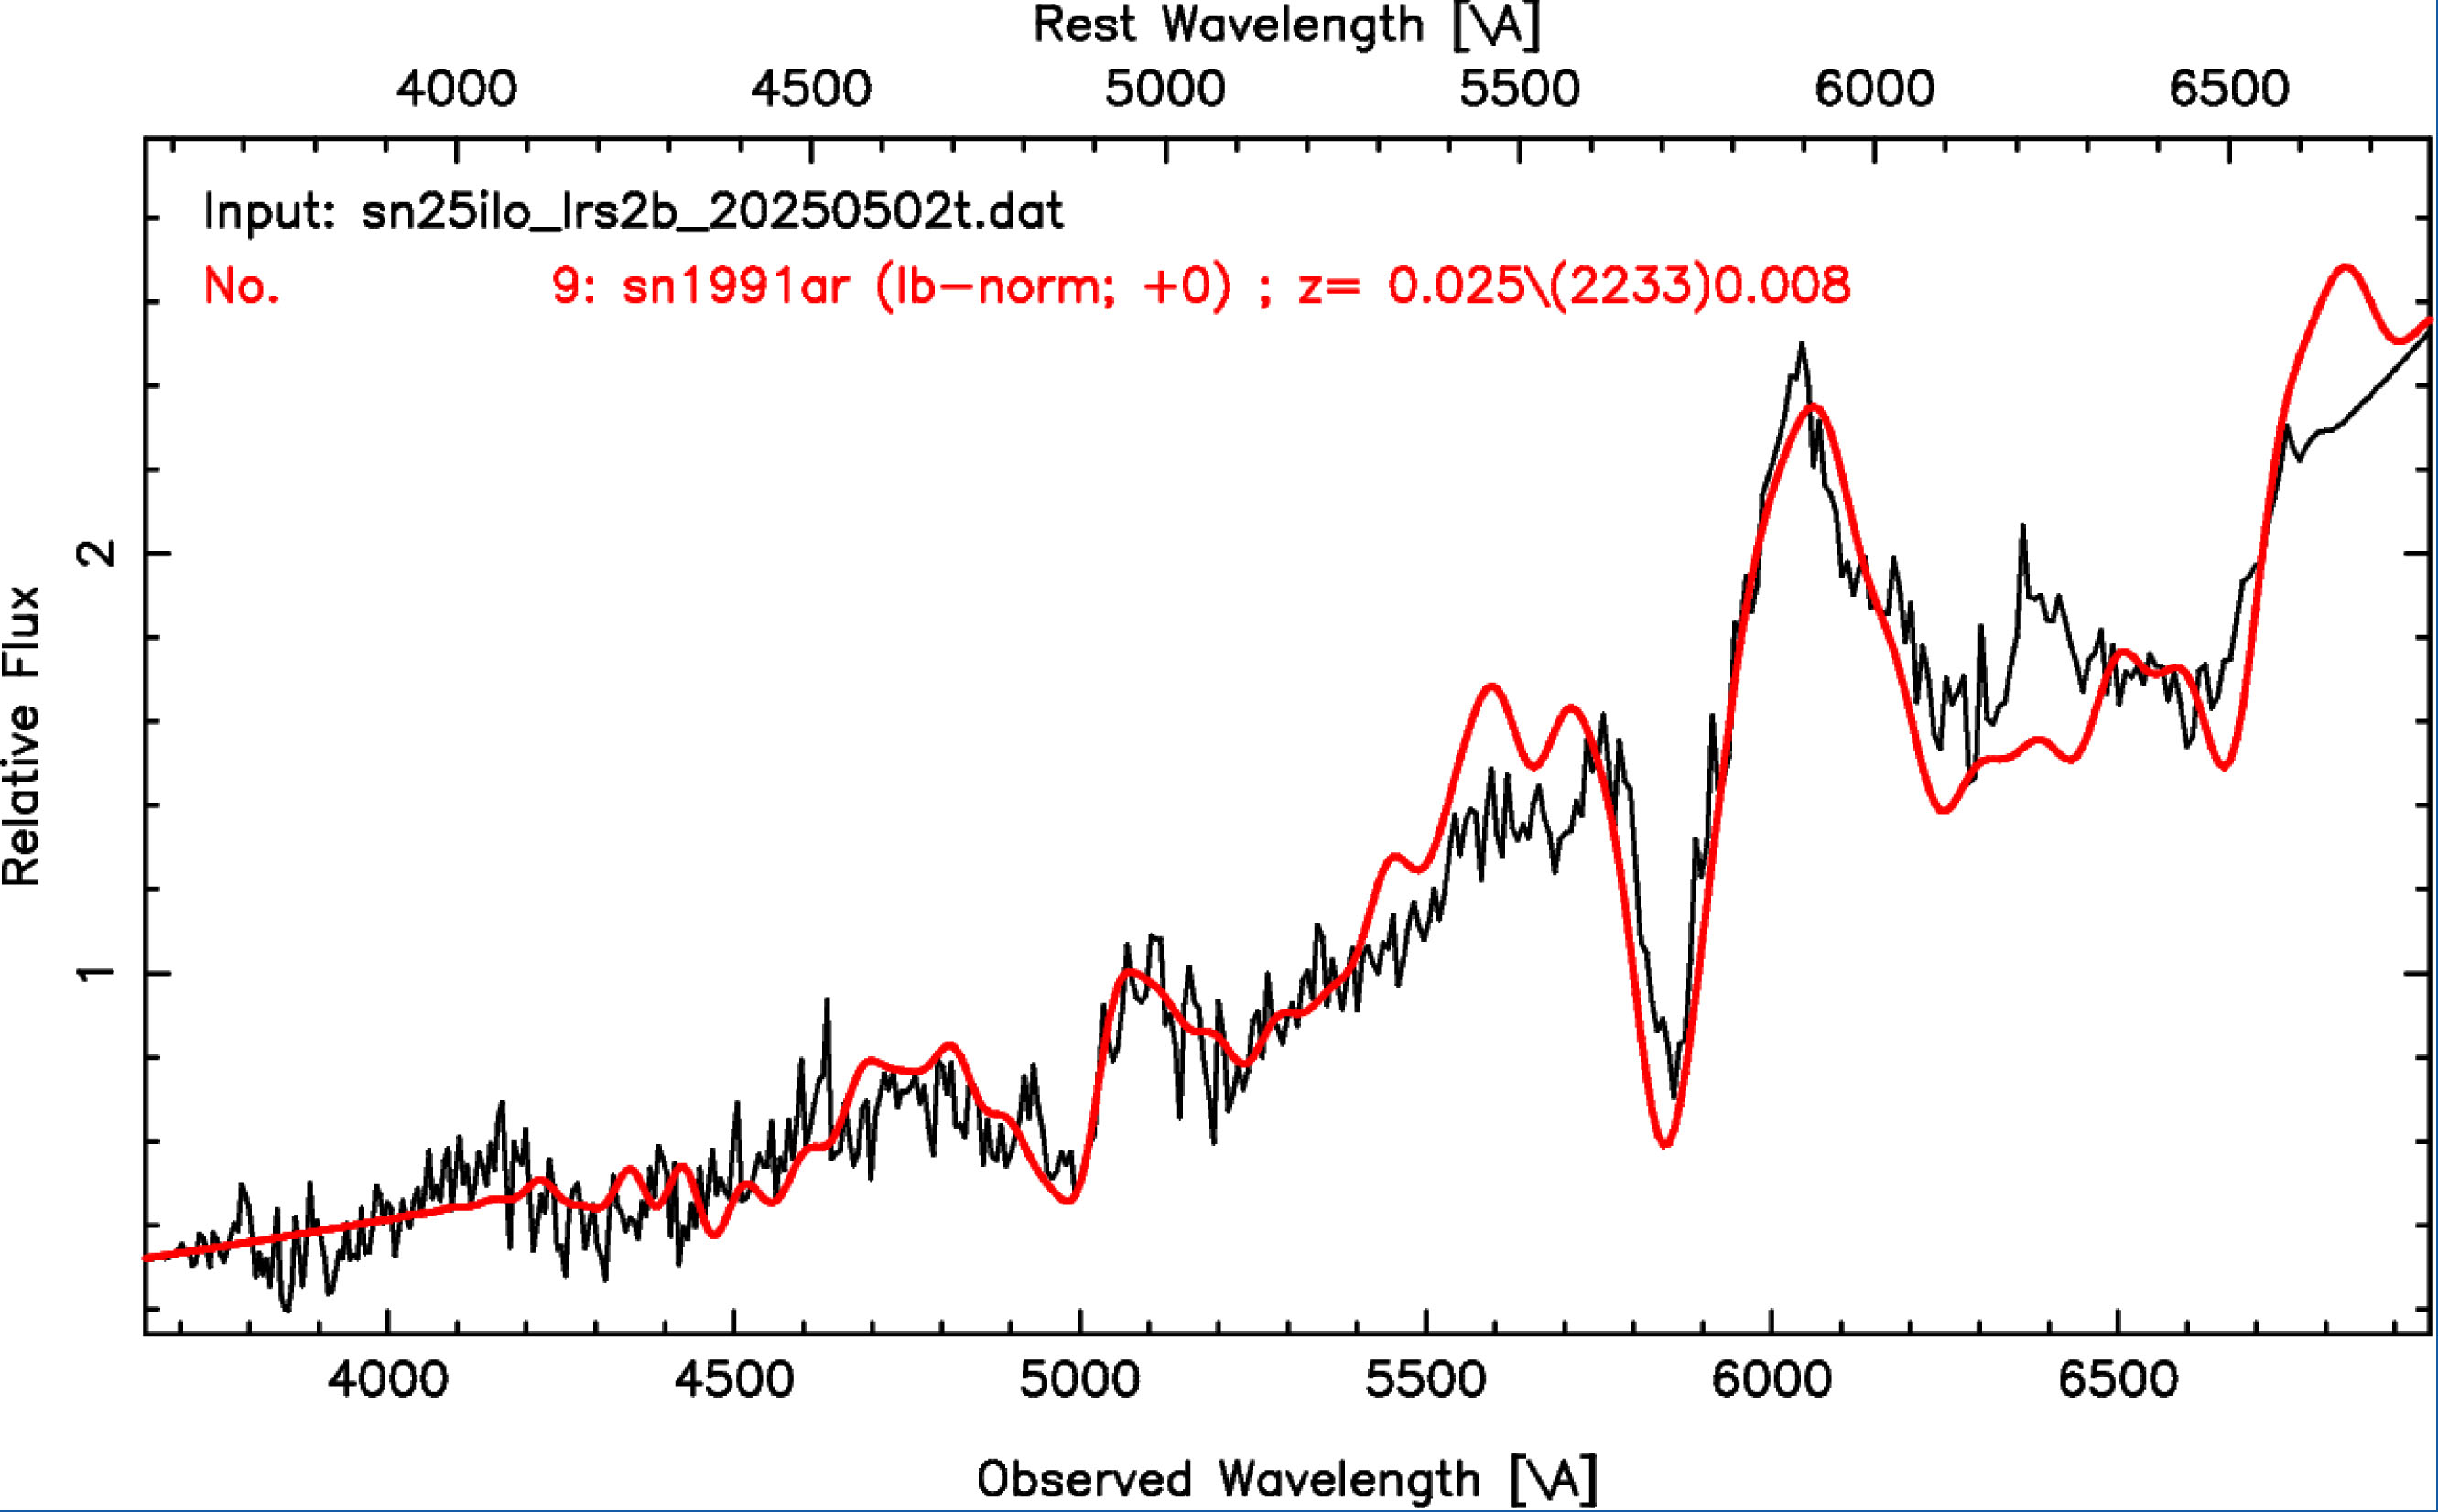 Rest Wavelength [\A]
4000 4500 5000 5500 6000 6500
Input: sn25ilo_lrs2b_20250502t.dat
No. 9: sn1991ar (Ib-norm; +0) ; z= 0.025\(2233)0.008
Relative Flux
2
1
4000 4500 5000 5500 6000 6500
Observed Wavelength [\A]